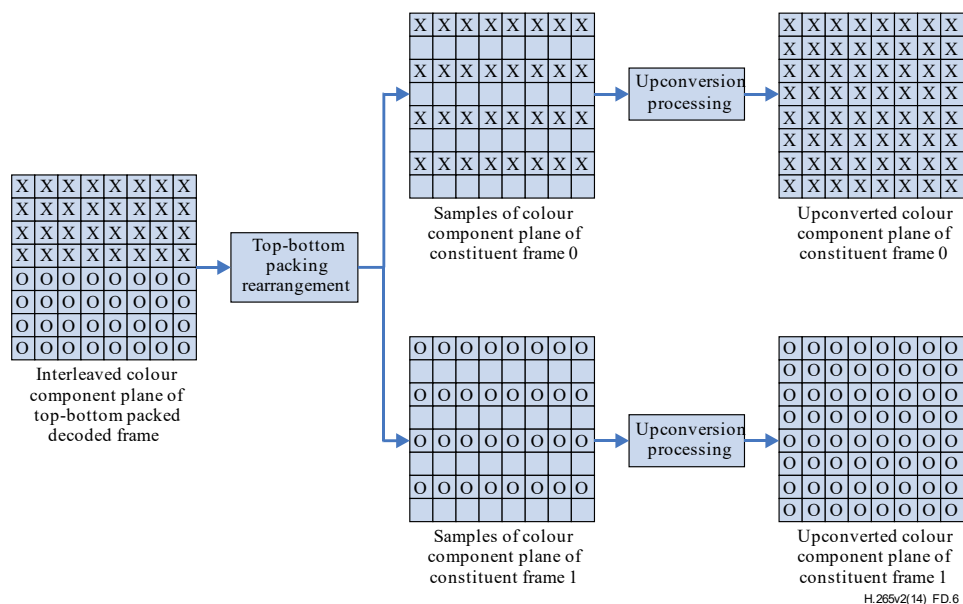 X X X X X X X X
X X X X X X X X
X X X X X X X X
X X X X X X X X
O O O O O O O O
O O O O O O O O
O O O O O O O O
O O O O O O O O
Interleaved colour
component plane of
top-bottom packed
decoded frame
Top-bottom
packing
rearrangement
X X X X X X X X
X X X X X X X X
X X X X X X X X
X X X X X X X X
Samples of colour
component plane of
constituent frame 0
Upconversion
processing
X X X X X X X X
X X X X X X X X
X X X X X X X X
X X X X X X X X
X X X X X X X X
X X X X X X X X
X X X X X X X X
X X X X X X X X
Upconverted colour
component plane of
constituent frame 0
O O O O O O O O
O O O O O O O O
O O O O O O O O
O O O O O O O O
Samples of colour
component plane of
constituent frame 1
Upconversion
processing
O O O O O O O O
O O O O O O O O
O O O O O O O O
O O O O O O O O
O O O O O O O O
O O O O O O O O
O O O O O O O O
O O O O O O O O
Upconverted colour
component plane of
constituent frame 1
H.265v2(14)_FD.6